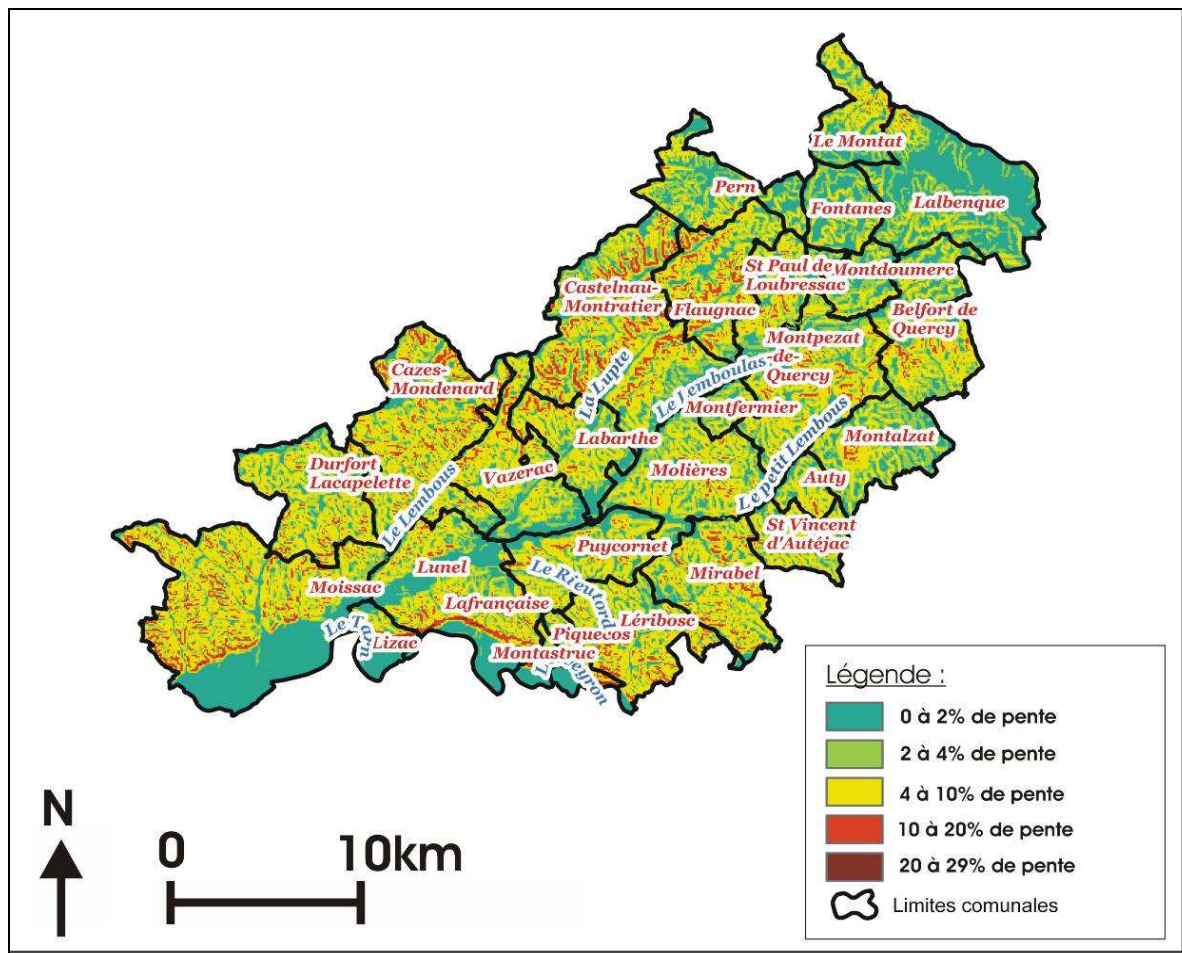 Le Montat
Pern
Fontanes
Lalbenque
St Paul de
Loubressac
Montdoumerc
Castelnau-
Montratier
Flaugnac
Belfort de
Quercy
Montpezat
-de-
Quercy
Cazes-
Mondenard
La Lupte
Le Lemboulas
Montfermier
Labarthe
Montalzat
Durfort
Lacapelette
Vazerac
Molières
Le petit Lembous
Auty
Le Lembous
St Vincent
d'Autéjac
Puycornet
Mirabel
Moissac
Lunel
Le Rieutord
Lafrançaise
Léribosc
Le Ta
n
Lizac
Piquecos
Montastruc
Légende :
0 à 2% de pente
2 à 4% de pente
4 à 10% de pente
10 à 20% de pente
20 à 29% de pente
Limites comunales
N
0
10km